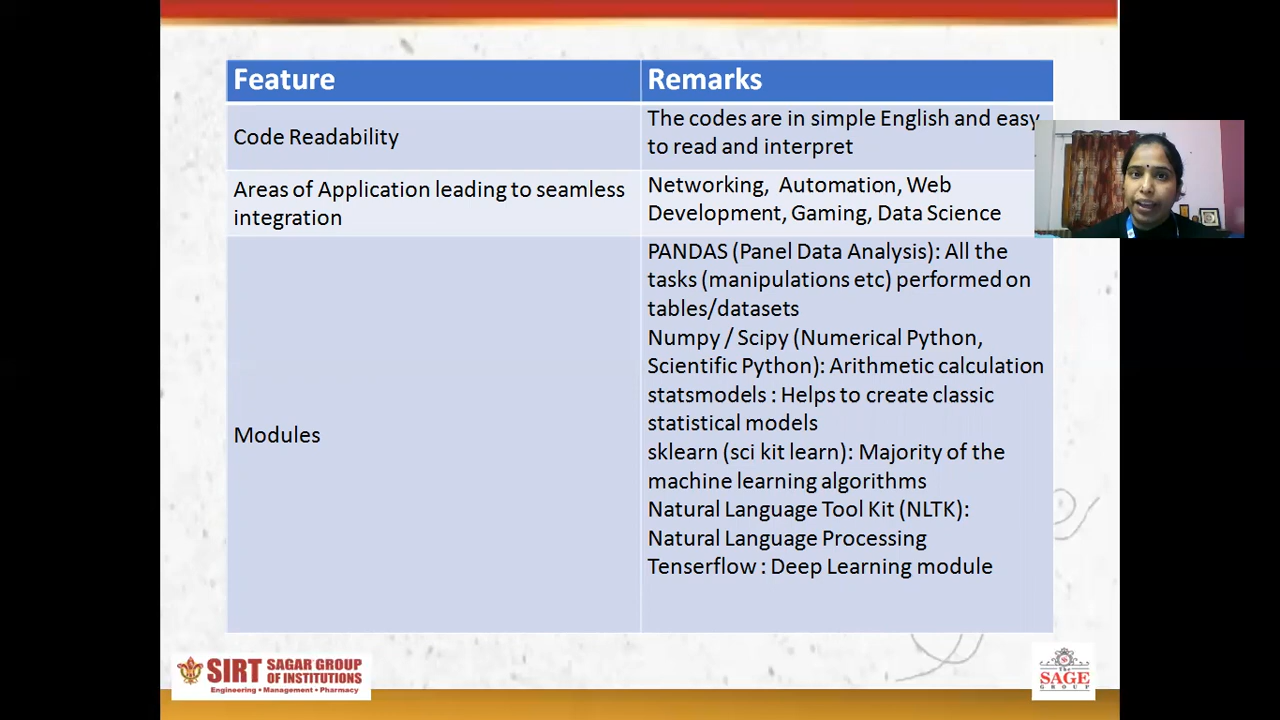 Feature
Remarks
Code Readability
The codes are in simple English and easy
to read and interpret
Areas of Application leading to seamless
integration
Networking,  Automation, Web
Development, Gaming, Data Science
Modules
PANDAS (Panel Data Analysis): All the
tasks (manipulations etc) performed on
tables/datasets
Numpy / Scipy (Numerical Python,
Scientific Python): Arithmetic calculation
statsmodels : Helps to create classic
statistical models
sklearn (sci kit learn): Majority of the
machine learning algorithms
Natural Language Tool Kit (NLTK):
Natural Language Processing
Tenserflow : Deep Learning module
SIRT SAGAR GROUP
OF INSTITUTIONS
Engineering • Management • Pharmacy
The
SAGE
GROUP